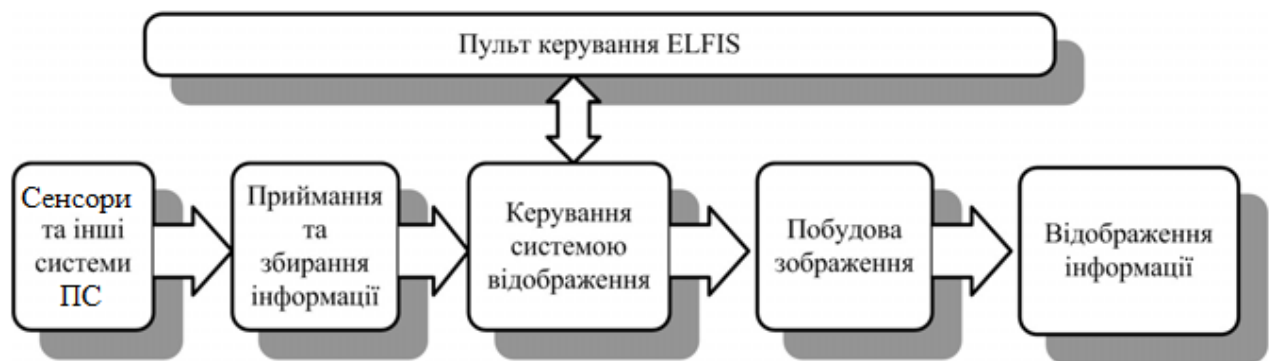 Пульт керування ELFIS
Сенсори
та інші
системи
ПС
Приймання
та
збирання
інформації
Керування
системою
відображення
Побудова
зображення
Відображення
інформації